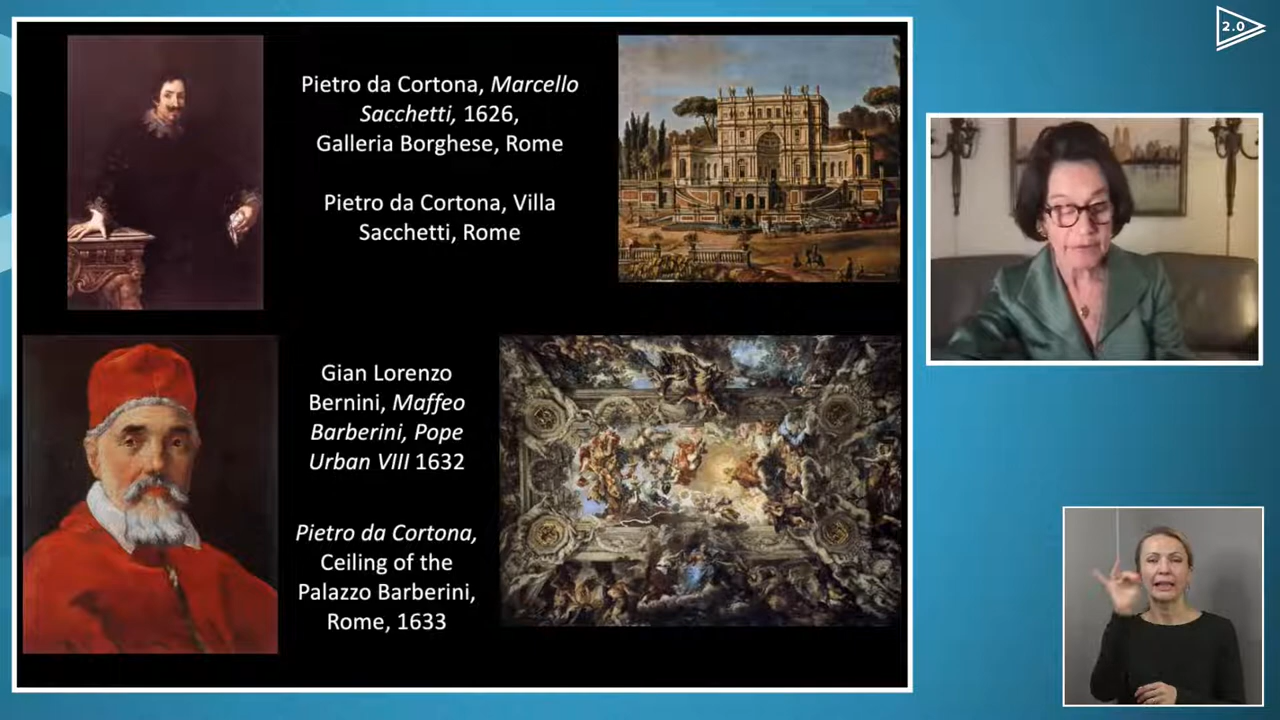 2.0
Pietro da Cortona, Marcello
Sacchetti, 1626,
Galleria Borghese, Rome
Pietro da Cortona, Villa
Sacchetti, Rome
Gian Lorenzo
Bernini, Maffeo
Barberini, Pope
Urban VIII 1632
Pietro da Cortona,
Ceiling of the
Palazzo Barberini,
Rome, 1633